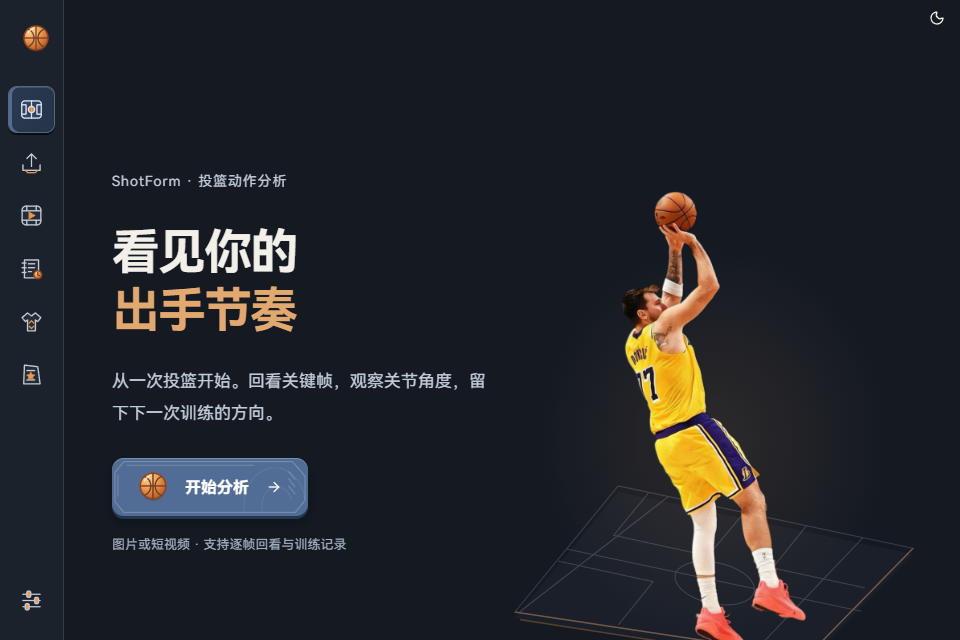 ShotForm · 投篮动作分析
看见你的
出手节奏
从一次投篮开始。回看关键帧，观察关节角度，留
下下一次训练的方向。
开始分析
图片或短视频 · 支持逐帧回看与训练记录
77